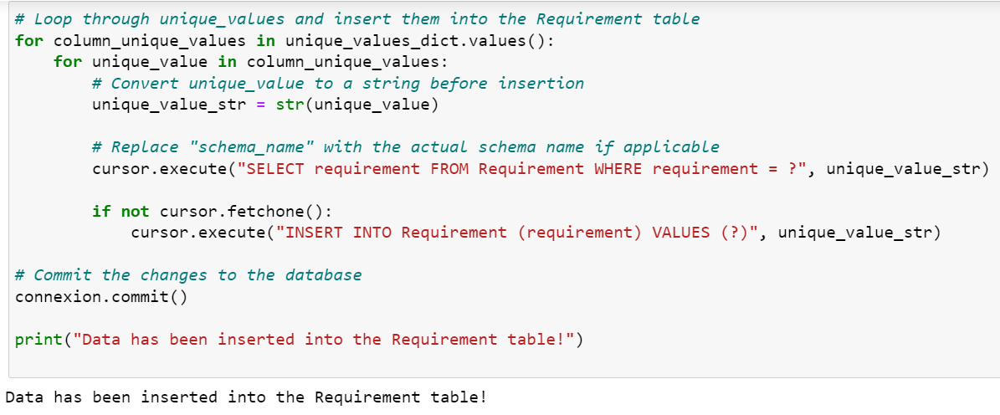 # Loop through unique_values and insert them into the Requirement table
for column_unique_values in unique_values_dict.values():
    for unique_value in column_unique_values:
        # Convert unique_value to a string before insertion
        unique_value_str = str(unique_value)

        # Replace "schema_name" with the actual schema name if applicable
        cursor.execute("SELECT requirement FROM Requirement WHERE requirement = ?", unique_value_str)

        if not cursor.fetchone():
            cursor.execute("INSERT INTO Requirement (requirement) VALUES (?)", unique_value_str)

# Commit the changes to the database
connexion.commit()

print("Data has been inserted into the Requirement table!")

Data has been inserted into the Requirement table!